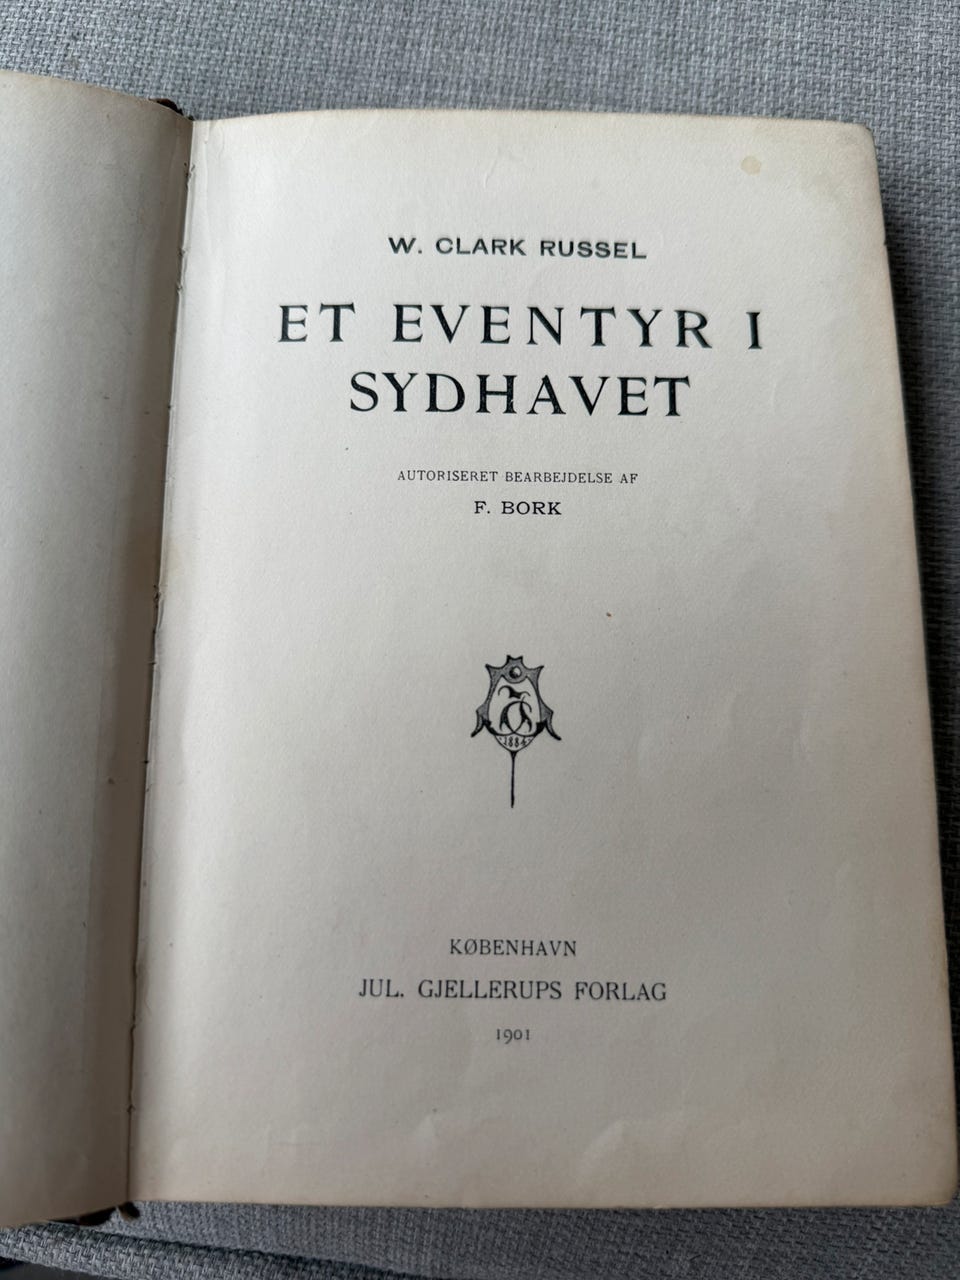 W. CLARK RUSSEL
ET EVENTYR I
SYDHAVET
AUTORISERET BEARBEJDELSE AF
F. BORK
1884
KØBENHAVN
JUL. GJELLERUPS FORLAG
1901